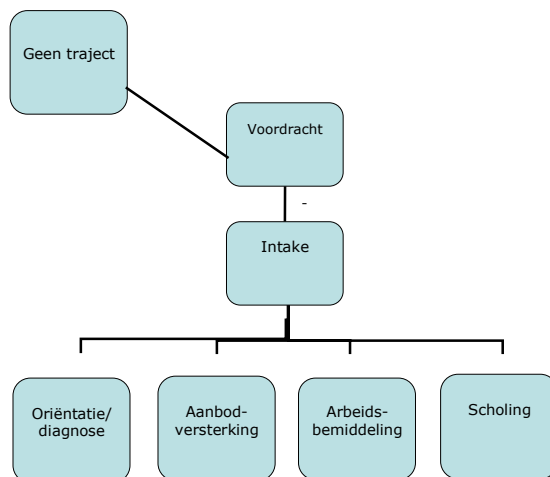 Geen traject
Voordracht
-
Intake
Oriëntatie/
diagnose
Aanbod-
versterking
Arbeids-
bemiddeling
Scholing